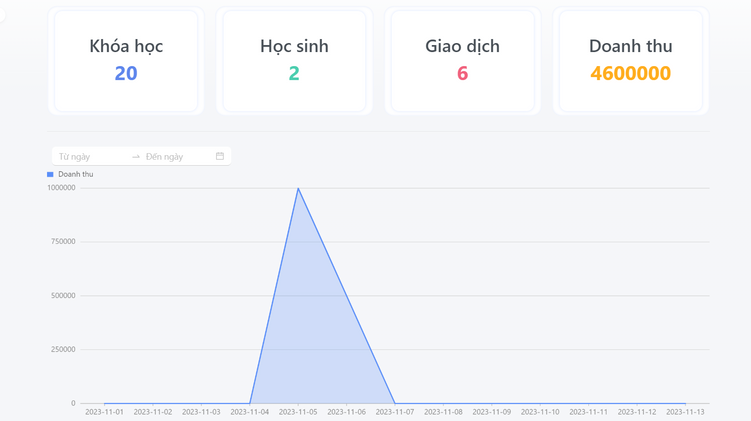 Khóa học Học sinh Giao dịch Doanh thu
20 2 6 4600000
Từ ngày Đến ngày
Doanh thu
1000000
750000
500000
250000
0
2023-11-01 2023-11-02 2023-11-03 2023-11-04 2023-11-05 2023-11-06 2023-11-07 2023-11-08 2023-11-09 2023-11-10 2023-11-11 2023-11-12 2023-11-13